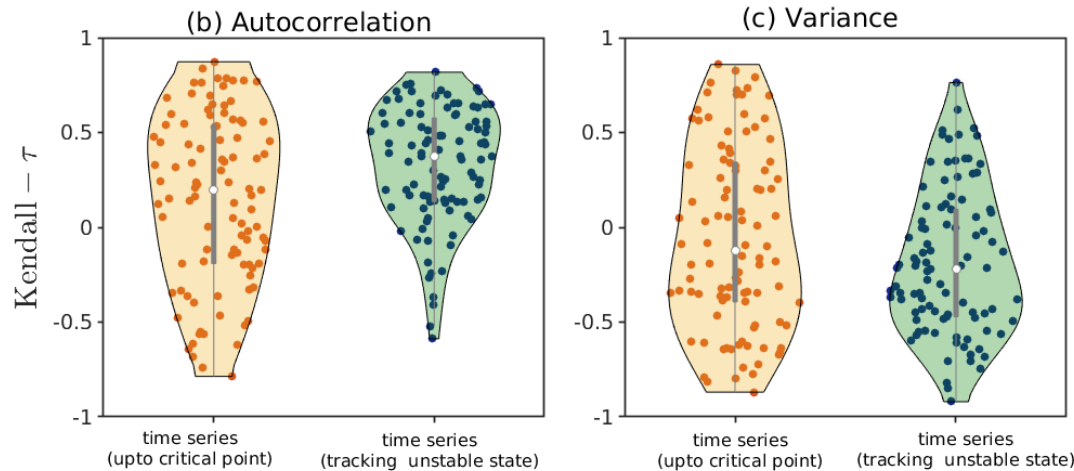 (b) Autocorrelation
(c) Variance
Kendall − τ
1
0.5
0
-0.5
-1
time series
(upto critical point)
time series
(tracking unstable state)
1
0.5
0
-0.5
-1
time series
(upto critical point)
time series
(tracking unstable state)